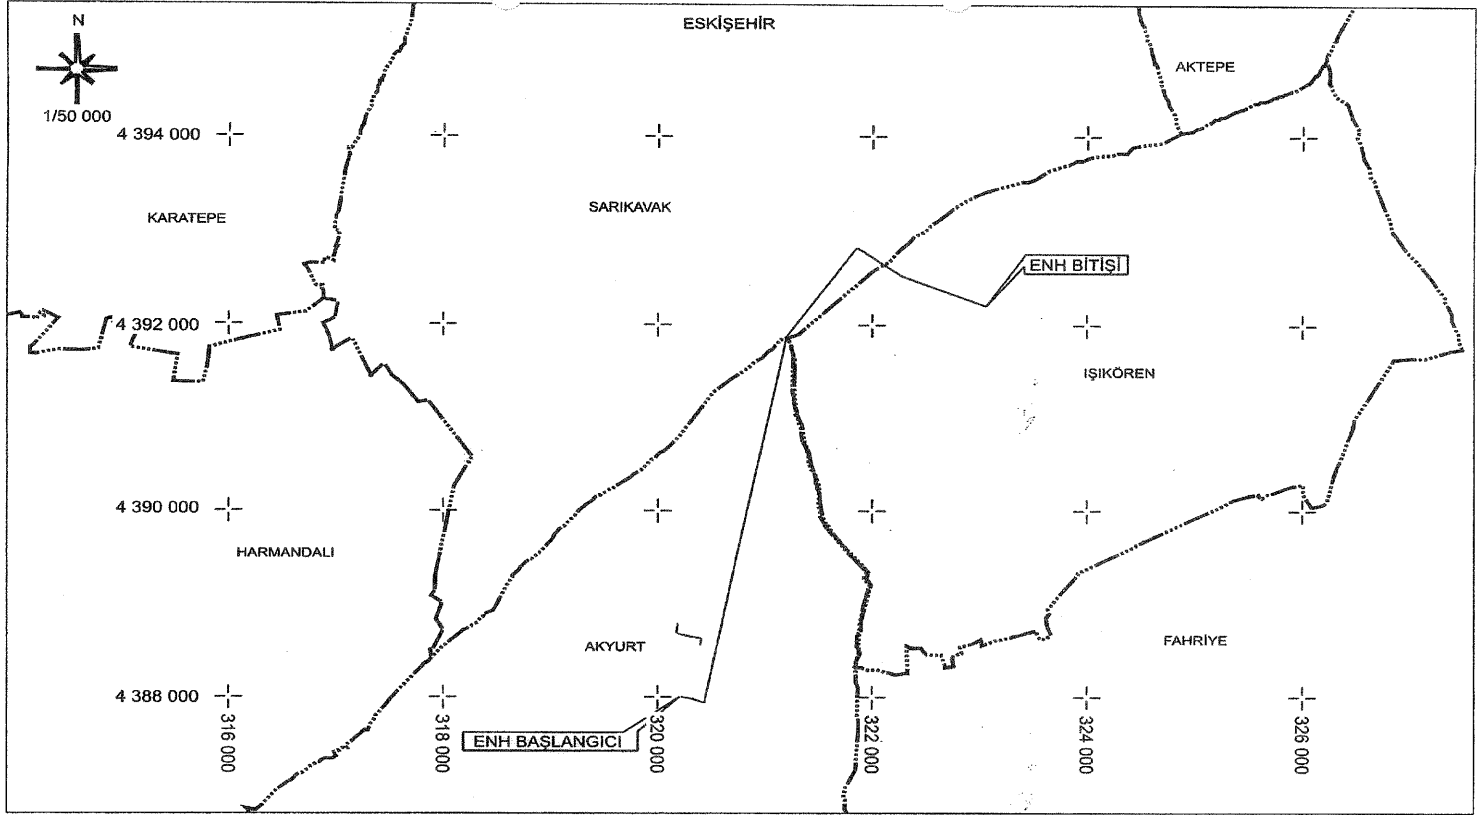 ESKİŞEHİR
N
AKTEPE
1/50 000
4 394 000
KARATEPE
SARIKAVAK
ENH BİTİŞİ
4 392 000
IŞIKÖREN
4 390 000
HARMANDALI
AKYURT
FAHRİYE
4 388 000
316 000
318 000
320 000
322 000
324 000
326 000
ENH BAŞLANGICI